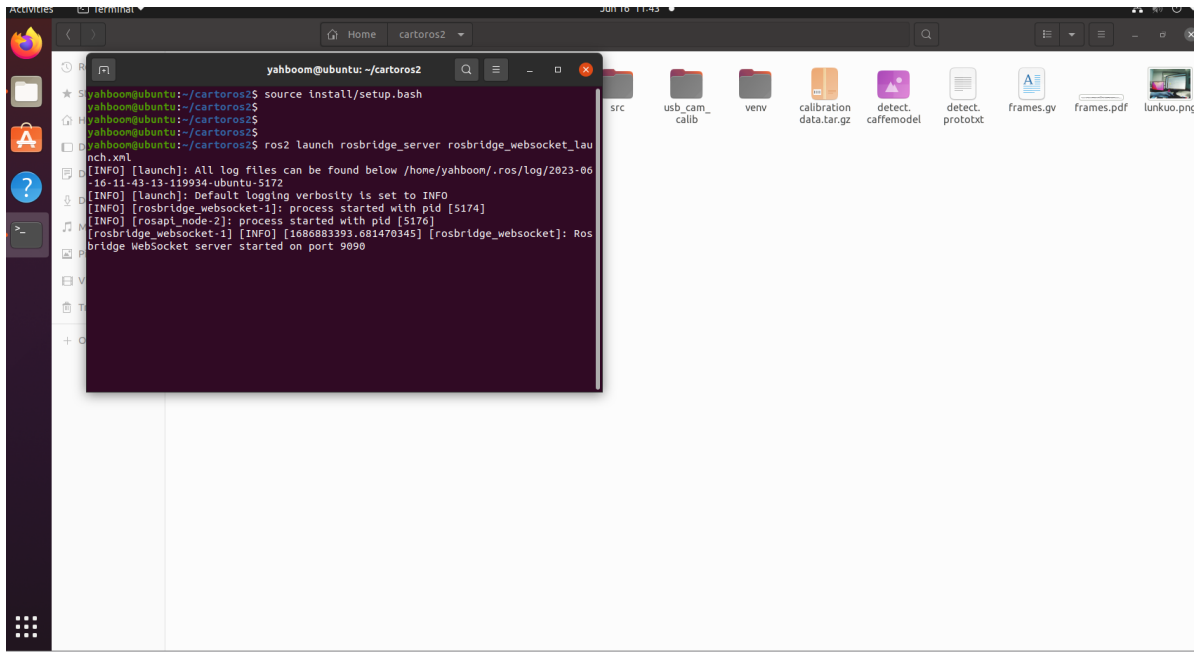 Activities Terminal Jun 16 11:43
Home cartoros2
yahboom@ubuntu: ~/cartoros2
yahboom@ubuntu:~/cartoros2$ source install/setup.bash
yahboom@ubuntu:~/cartoros2$
yahboom@ubuntu:~/cartoros2$
yahboom@ubuntu:~/cartoros2$
yahboom@ubuntu:~/cartoros2$ ros2 launch rosbridge_server rosbridge_websocket_lau
nch.xml
[INFO] [launch]: All log files can be found below /home/yahboom/.ros/log/2023-06
-16-11-43-13-119934-ubuntu-5172
[INFO] [launch]: Default logging verbosity is set to INFO
[INFO] [rosbridge_websocket-1]: process started with pid [5174]
[INFO] [rosapi_node-2]: process started with pid [5176]
[rosbridge_websocket-1] [INFO] [1686883393.681470345] [rosbridge_websocket]: Ros
bridge WebSocket server started on port 9090
src
usb_cam_
calib
venv
calibration
data.tar.gz
detect.
caffemodel
detect.
prototxt
frames.gv
frames.pdf
lunkuo.png